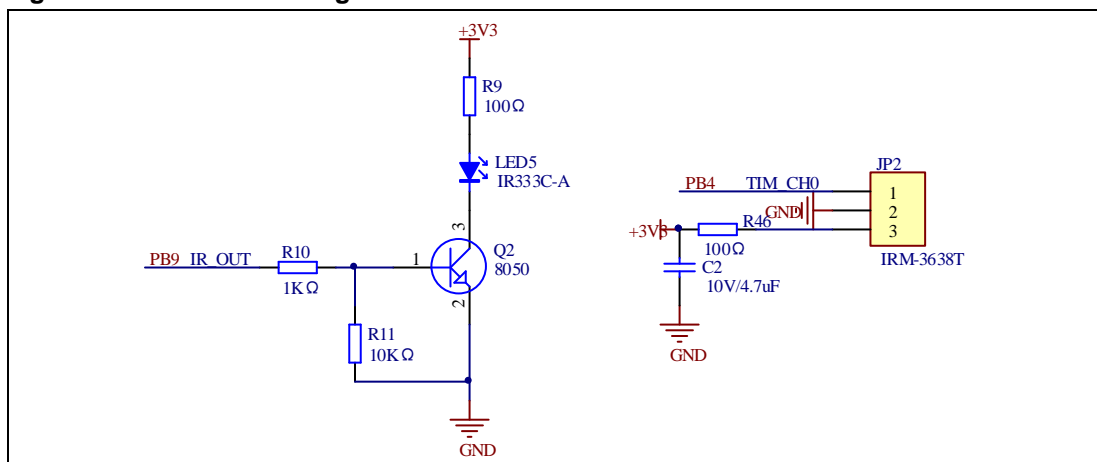 +3V3
R9
100Ω
LED5
IR333C-A
3
Q2
8050
1
2
PB9 IR_OUT
R10
1KΩ
R11
10KΩ
GND
JP2
PB4 TIM_CH0
1
GND
2
R46
+3V3
3
100Ω
IRM-3638T
C2
10V/4.7uF
GND